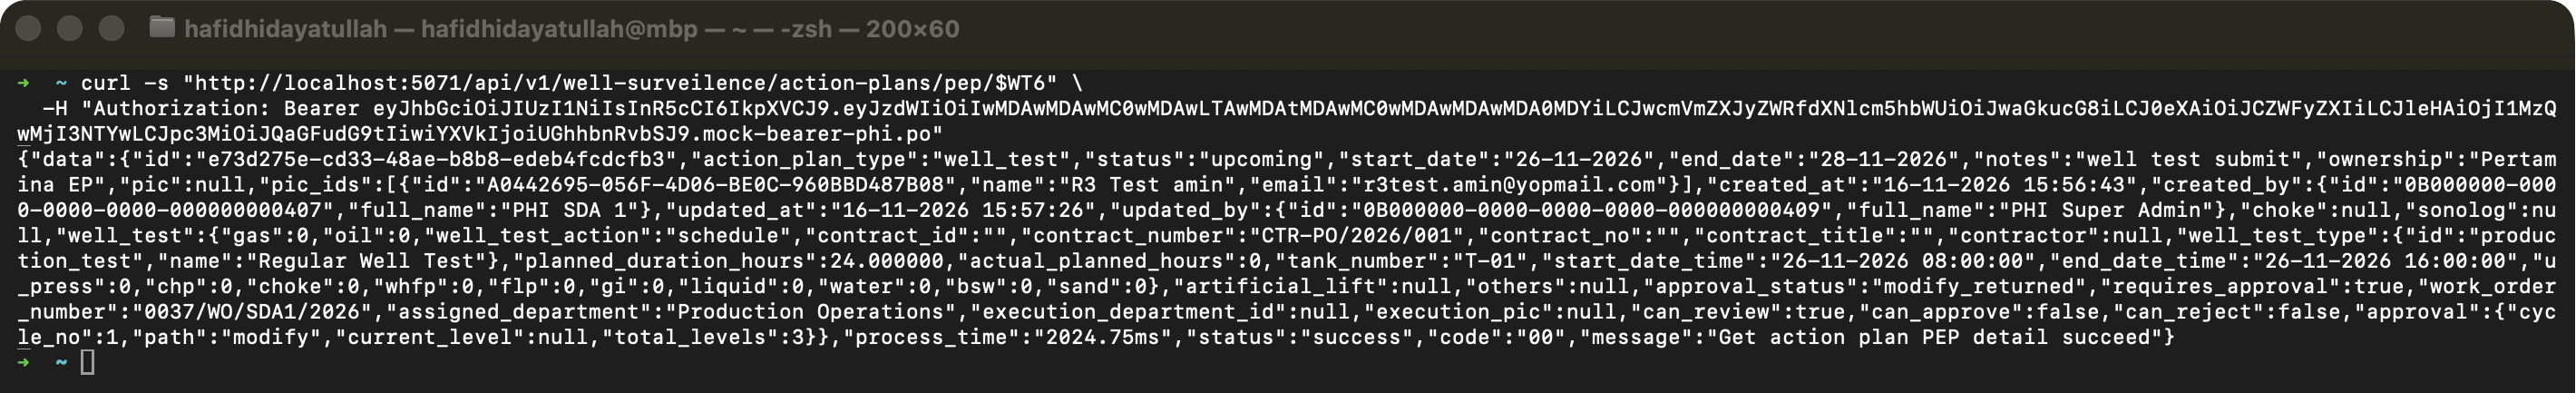 hafidhidayatullah — hafidhidayatullah@mbp — ~ — -zsh — 200×60
➜  ~ curl -s "http://localhost:5071/api/v1/well-surveilence/action-plans/pep/$WT6" \
  -H "Authorization: Bearer eyJhbGciOiJIUzI1NiIsInR5cCI6IkpXVCJ9.eyJzdWIiOiIwMDAwMDAwMC0wMDAwLTAwMDAtMDAwMC0wMDAwMDAwMDA0MDYiLCJwcmVmZXJyZWRfdXNlcm5hbWUiOiJwaGkucG8iLCJ0eXAiOiJCZWFyZXIiLCJleHAiOjI1MzQ
wMjI3NTYwLCJpc3MiOiJQaGFudG9tIiwiYXVkIjoiUGhhbnRvbSJ9.mock-bearer-phi.po"
{"data":{"id":"e73d275e-cd33-48ae-b8b8-edeb4fcdcfb3","action_plan_type":"well_test","status":"upcoming","start_date":"26-11-2026","end_date":"28-11-2026","notes":"well test submit","ownership":"Pertam
ina EP","pic":null,"pic_ids":[{"id":"A0442695-056F-4D06-BE0C-960BBD487B08","name":"R3 Test amin","email":"r3test.amin@yopmail.com"}],"created_at":"16-11-2026 15:56:43","created_by":{"id":"0B000000-000
0-0000-0000-000000000407","full_name":"PHI SDA 1"},"updated_at":"16-11-2026 15:57:26","updated_by":{"id":"0B000000-0000-0000-0000-000000000409","full_name":"PHI Super Admin"},"choke":null,"sonolog":nu
ll,"well_test":{"gas":0,"oil":0,"well_test_action":"schedule","contract_id":"","contract_number":"CTR-PO/2026/001","contract_no":"","contract_title":"","contractor":null,"well_test_type":{"id":"produc
tion_test","name":"Regular Well Test"},"planned_duration_hours":24.000000,"actual_planned_hours":0,"tank_number":"T-01","start_date_time":"26-11-2026 08:00:00","end_date_time":"26-11-2026 16:00:00","u
_press":0,"chp":0,"choke":0,"whfp":0,"flp":0,"gi":0,"liquid":0,"water":0,"bsw":0,"sand":0},"artificial_lift":null,"others":null,"approval_status":"modify_returned","requires_approval":true,"work_order
_number":"0037/WO/SDA1/2026","assigned_department":"Production Operations","execution_department_id":null,"execution_pic":null,"can_review":true,"can_approve":false,"can_reject":false,"approval":{"cyc
le_no":1,"path":"modify","current_level":null,"total_levels":3}},"process_time":"2024.75ms","status":"success","code":"00","message":"Get action plan PEP detail succeed"}
➜  ~